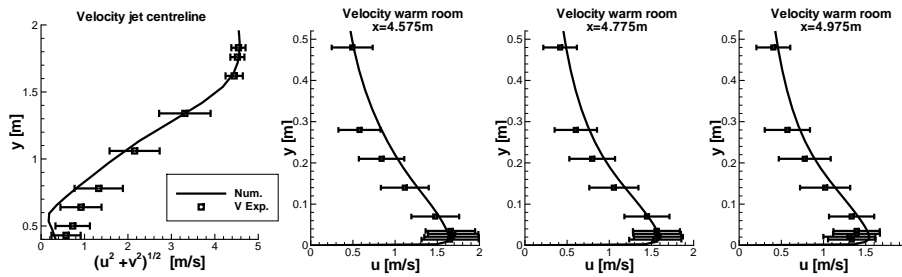 Velocity jet centreline
2
1.5
1
0.5
y [m]
0 1 2 3 4 5
(u² +v²)¹/² [m/s]
Num.
V Exp.
Velocity warm room
x=4.575m
0.5
0.4
0.3
0.2
0.1
0
y [m]
0 0.5 1 1.5 2
u [m/s]
Velocity warm room
x=4.775m
0.5
0.4
0.3
0.2
0.1
0
y [m]
0 0.5 1 1.5 2
u [m/s]
Velocity warm room
x=4.975m
0.5
0.4
0.3
0.2
0.1
0
y [m]
0 0.5 1 1.5 2
u [m/s]